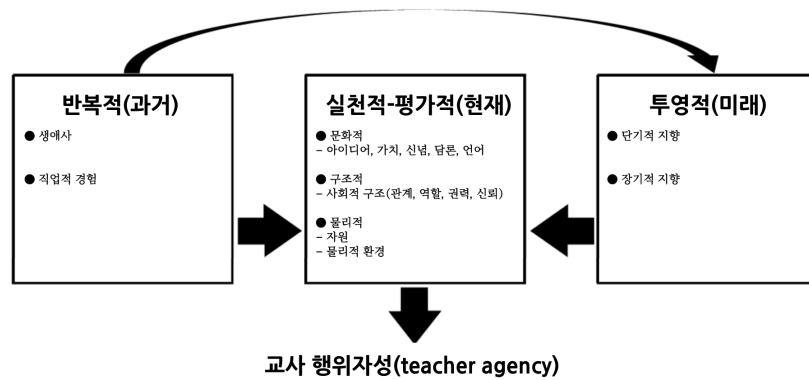 반복적(과거)
● 생애사
● 직업적 경험
실천적-평가적(현재)
● 문화적
– 아이디어, 가치, 신념, 담론, 언어
● 구조적
– 사회적 구조(관계, 역할, 권력, 신뢰)
● 물리적
– 자원
– 물리적 환경
투영적(미래)
● 단기적 지향
● 장기적 지향
교사 행위자성(teacher agency)